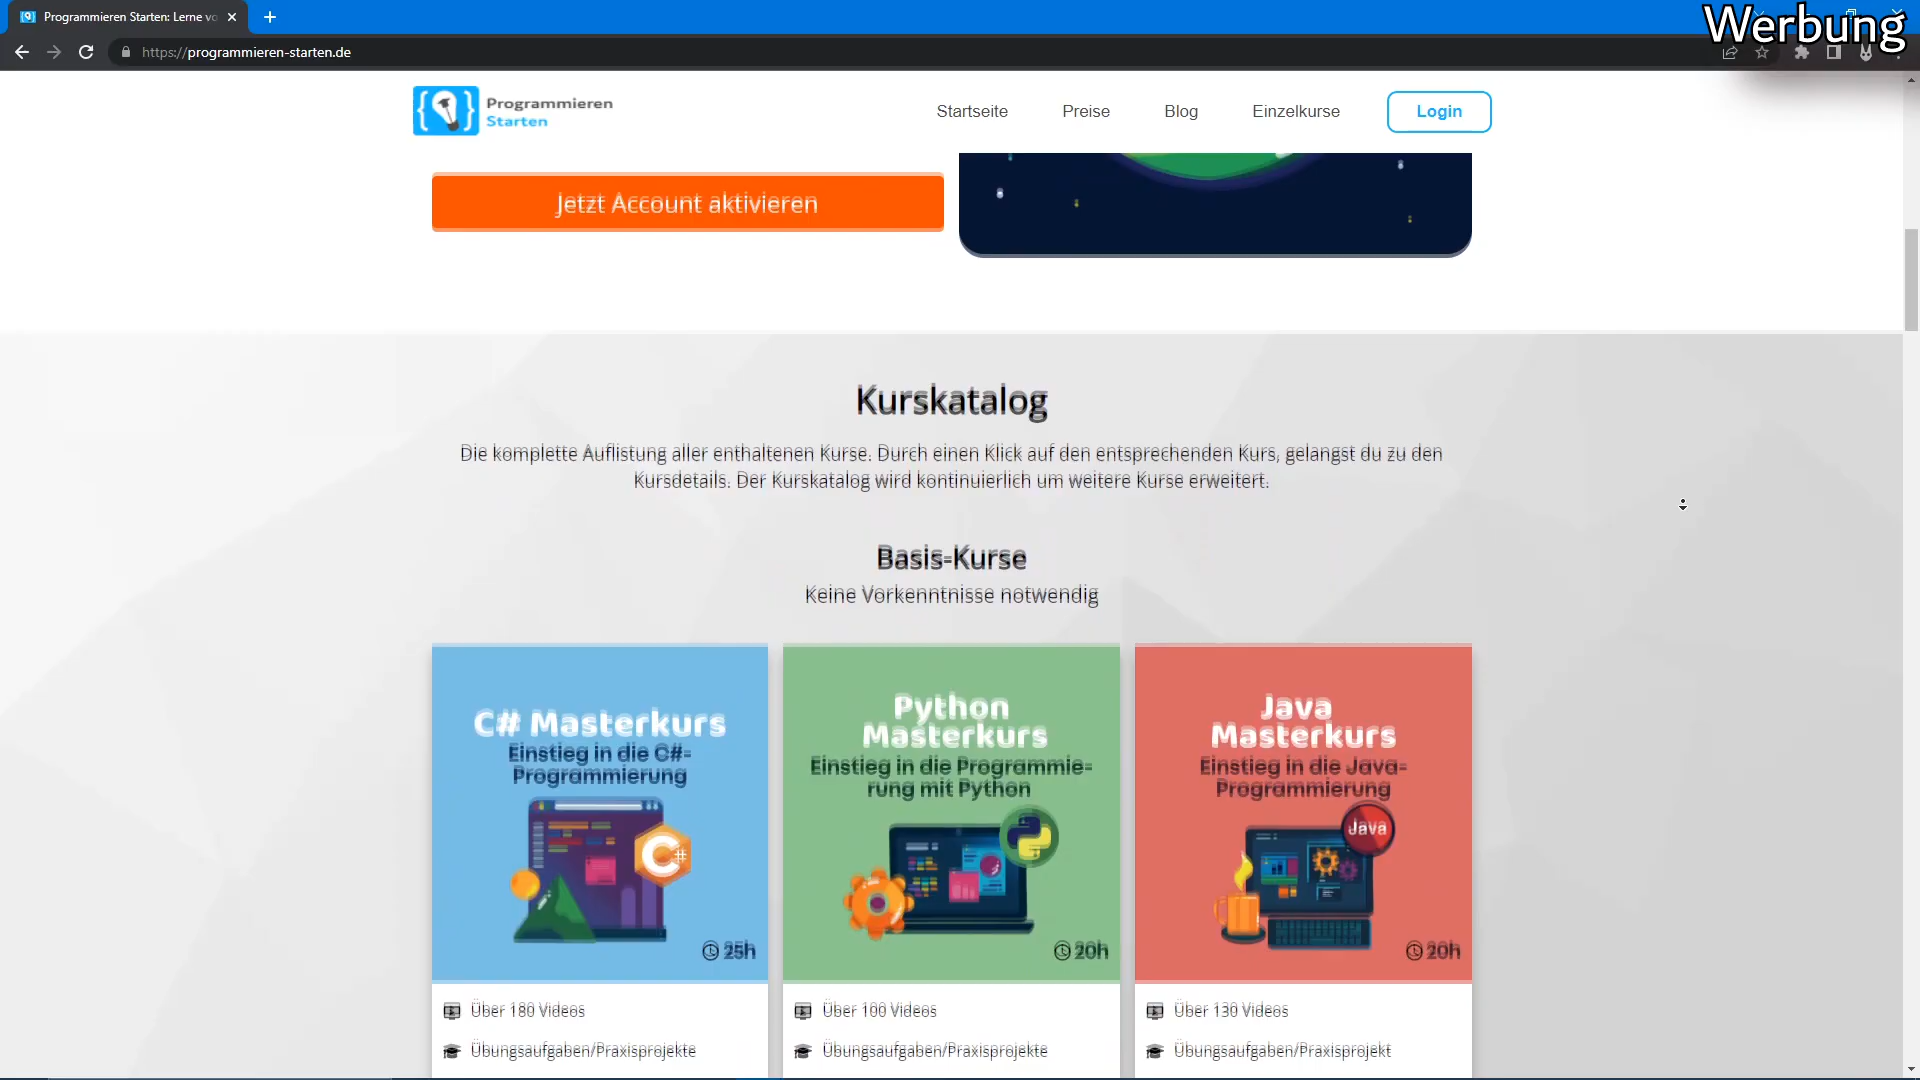 Programmieren Starten: Lerne vo
Werbung
https://programmieren-starten.de
Programmieren
Starten
Startseite
Preise
Blog
Einzelkurse
Login
Jetzt Account aktivieren
Kurskatalog
Die komplette Auflistung aller enthaltenen Kurse. Durch einen Klick auf den entsprechenden Kurs, gelangst du zu den
Kursdetails. Der Kurskatalog wird kontinuierlich um weitere Kurse erweitert.
Basis-Kurse
Keine Vorkenntnisse notwendig
C# Masterkurs
Einstieg in die C#-
Programmierung
C#
25h
Über 180 Videos
Übungsaufgaben/Praxisprojekte
Python
Masterkurs
Einstieg in die Programmie-
rung mit Python
20h
Über 100 Videos
Übungsaufgaben/Praxisprojekte
Java
Masterkurs
Einstieg in die Java-
Programmierung
Java
20h
Über 130 Videos
Übungsaufgaben/Praxisprojekt